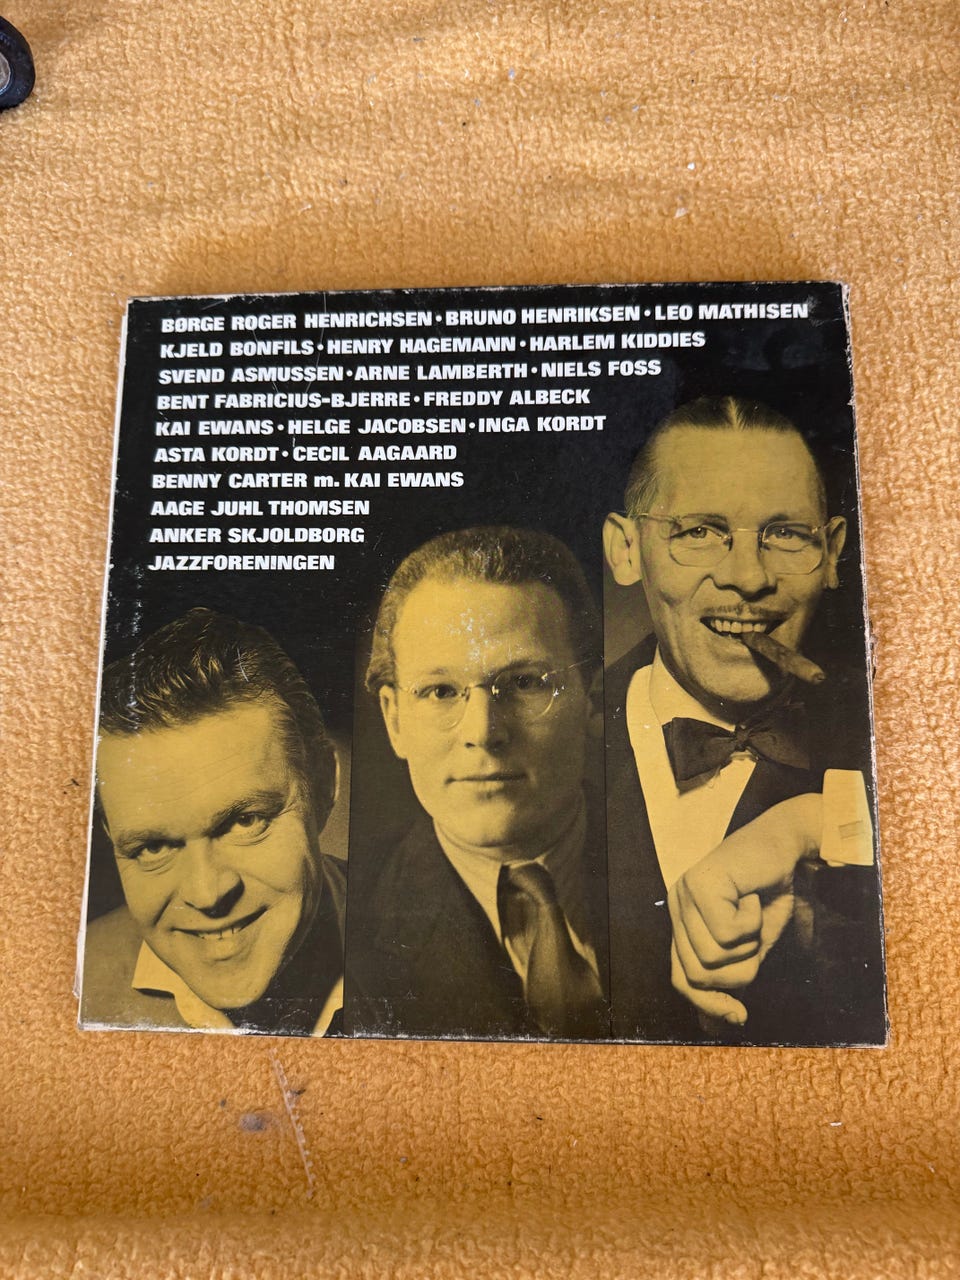 BØRGE ROGER HENRICHSEN • BRUNO HENRIKSEN • LEO MATHISEN
KJELD BONFILS • HENRY HAGEMANN • HARLEM KIDDIES
SVEND ASMUSSEN • ARNE LAMBERTH • NIELS FOSS
BENT FABRICIUS-BJERRE • FREDDY ALBECK
KAI EWANS • HELGE JACOBSEN • INGA KORDT
ASTA KORDT • CECIL AAGAARD
BENNY CARTER m. KAI EWANS
AAGE JUHL THOMSEN
ANKER SKJOLDBORG
JAZZFORENINGEN